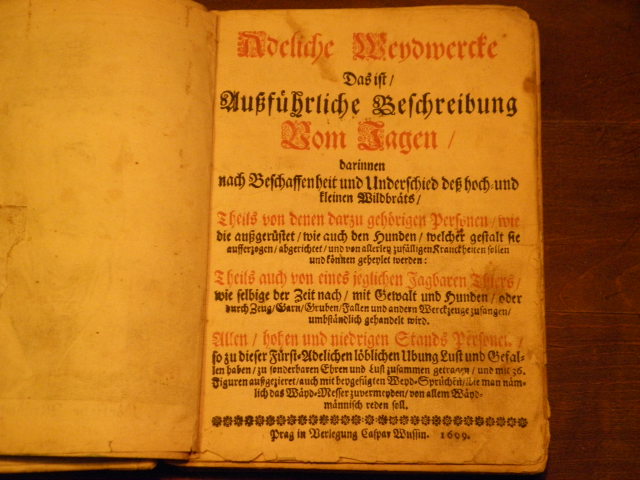 Adeliche Weydwercke
Das ist /
Außführliche Beschreibung
Vom Jagen /
darinnen
nach Beschaffenheit und Underschied deß hoch- und
kleinen Wildbräts /
Theils von denen darzu gehörigen Personen / wie
die außgerüstet / wie auch den Hunden / welcher gestalt sie
aufferzogen / abgerichtet / und von allerley zufälligen Kranckheiten sollen
und können geheylet werden:
Theils auch von eines jeglichen Jagbaren Thiers /
wie selbige der Zeit nach / mit Gewalt und Hunden / oder
durch Zeug / Garn / Gruben / Fallen und andern Werckzeuge zufangen /
umbständlich gehandelt wird.
Allen / hohen und niedrigen Stands Personen /
so zu dieser Fürst-Adelichen löblichen Ubung Lust und Gefal-
len haben / zu sonderbaren Ehren und Lust zusammen getragen / und mit 36.
Figuren außgezieret / auch mit beygefügten Weyd-Sprüchen / wie man näm-
lich das Wäyd-Messer zuvermeyden / von allem Wäyd-
männisch reden soll.
Prag in Verlegung Caspar Wussin. 1699.